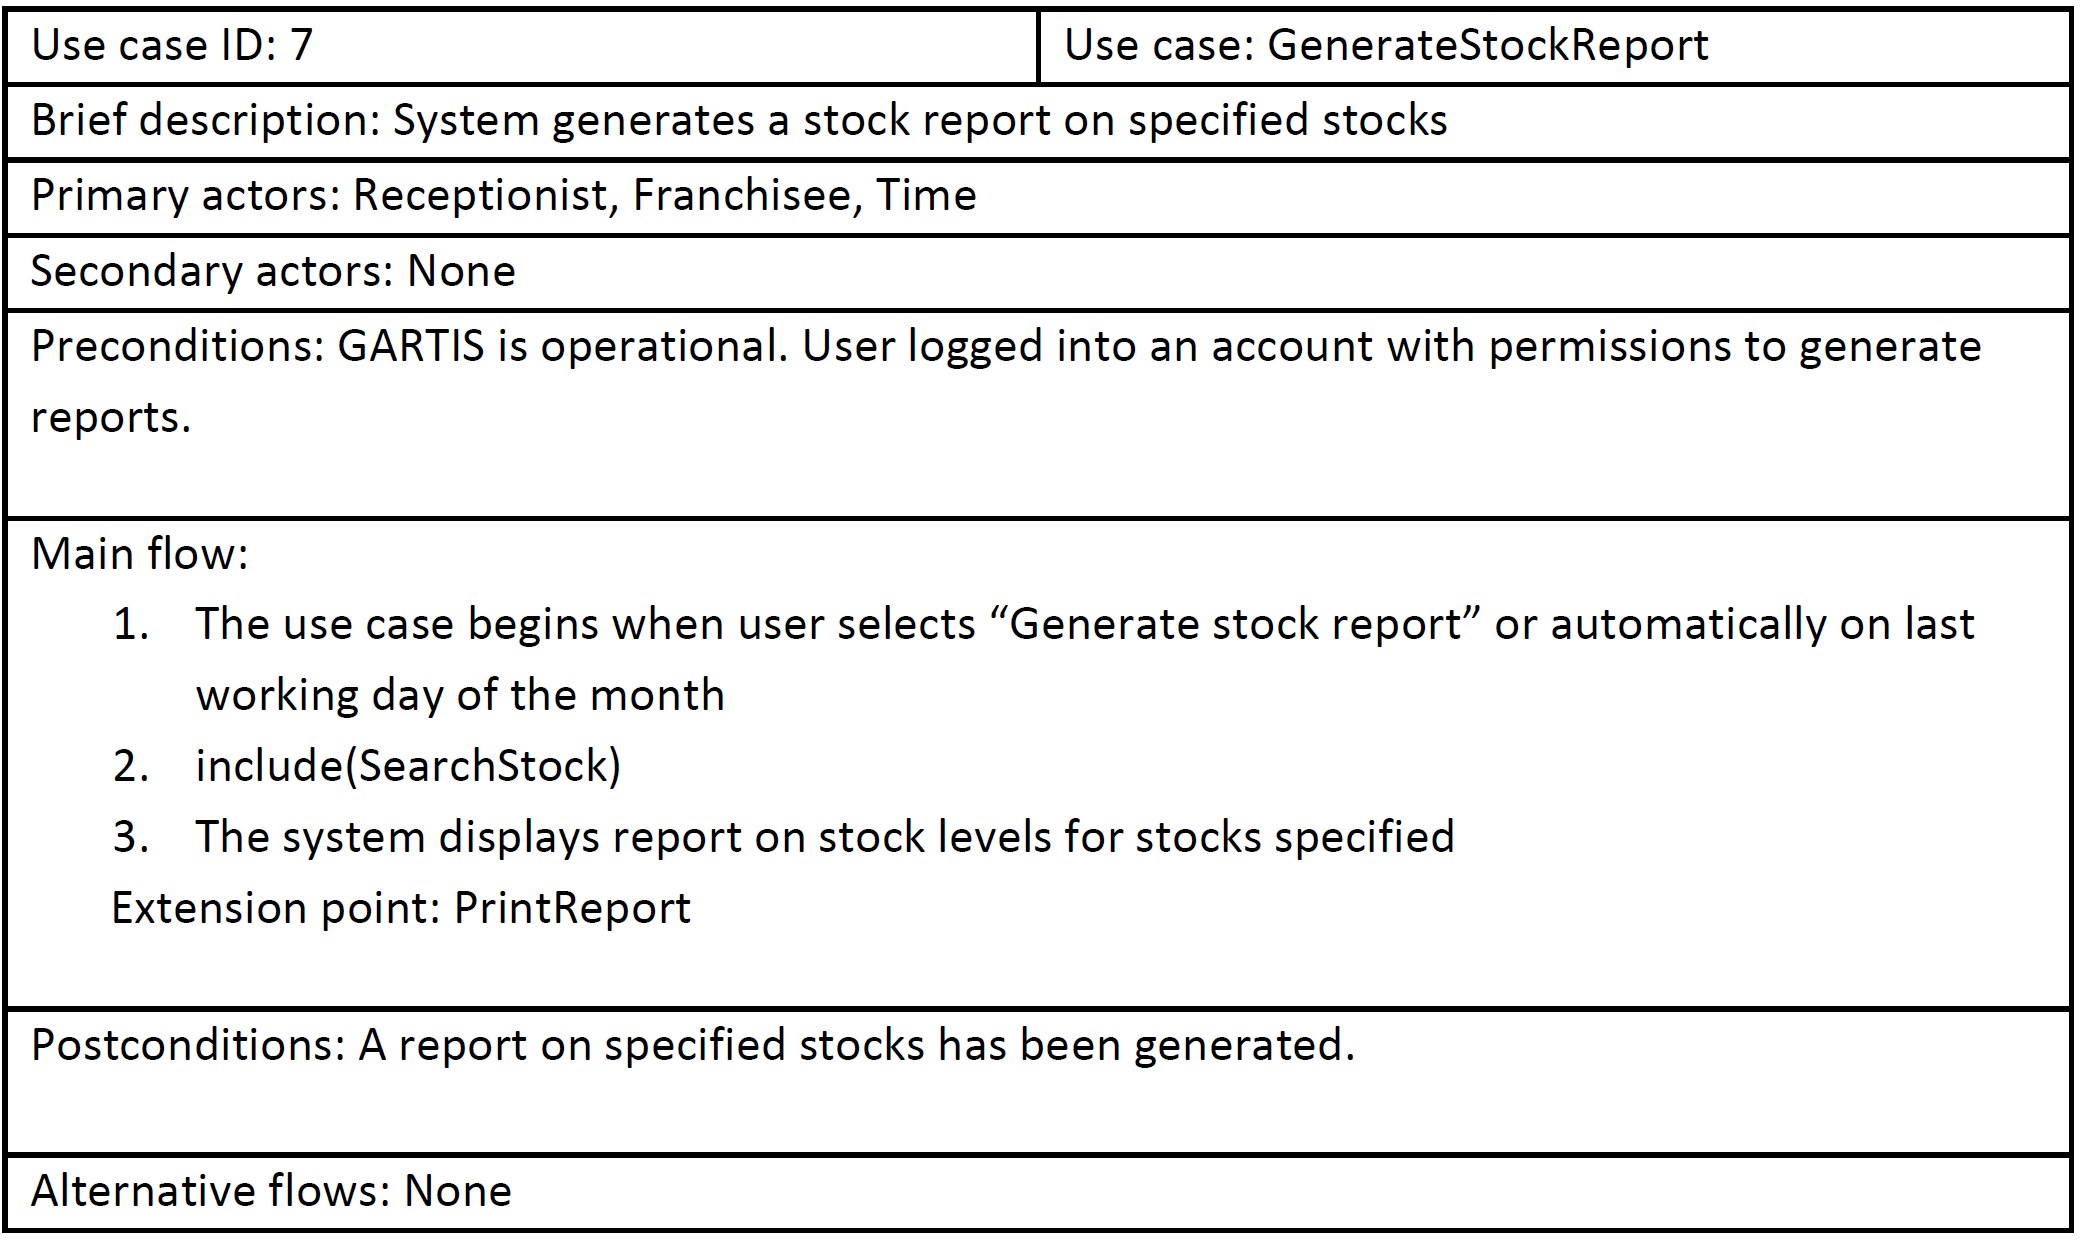 Use case ID: 7
Use case: GenerateStockReport
Brief description: System generates a stock report on specified stocks
Primary actors: Receptionist, Franchisee, Time
Secondary actors: None
Preconditions: GARTIS is operational. User logged into an account with permissions to generate
reports.
Main flow:
1. The use case begins when user selects “Generate stock report” or automatically on last
working day of the month
2. include(SearchStock)
3. The system displays report on stock levels for stocks specified
Extension point: PrintReport
Postconditions: A report on specified stocks has been generated.
Alternative flows: None